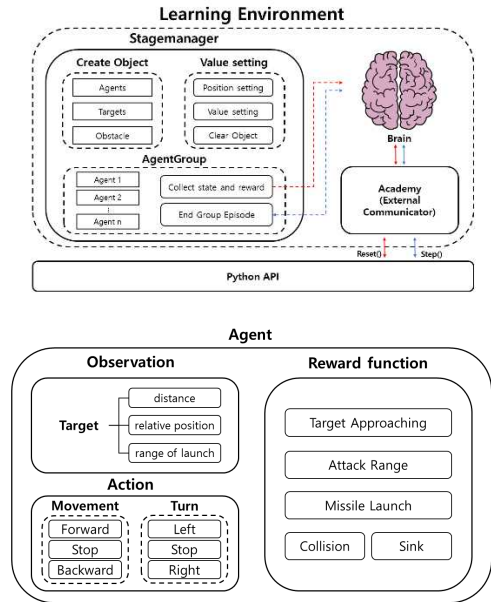 Learning Environment
Stagemanager
Create Object
Value setting
Agents
Position setting
Targets
Value setting
Obstacle
Clear Object
Brain
AgentGroup
Agent 1
Agent 2
Agent n
Collect state and reward
End Group Episode
Academy
(External
Communicator)
Reset()
Step()
Python API
Agent
Observation
Reward function
Target
distance
relative position
range of launch
Target Approaching
Attack Range
Missile Launch
Collision
Sink
Action
Movement
Turn
Forward
Left
Stop
Stop
Backward
Right